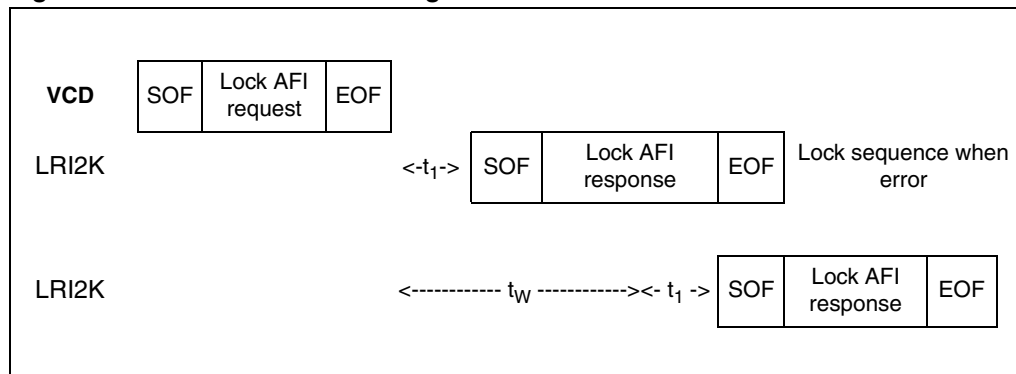 VCD SOF Lock AFI request EOF
LRI2K <-t1-> SOF Lock AFI response EOF Lock sequence when error
LRI2K <------------ tW ------------><- t1 -> SOF Lock AFI response EOF